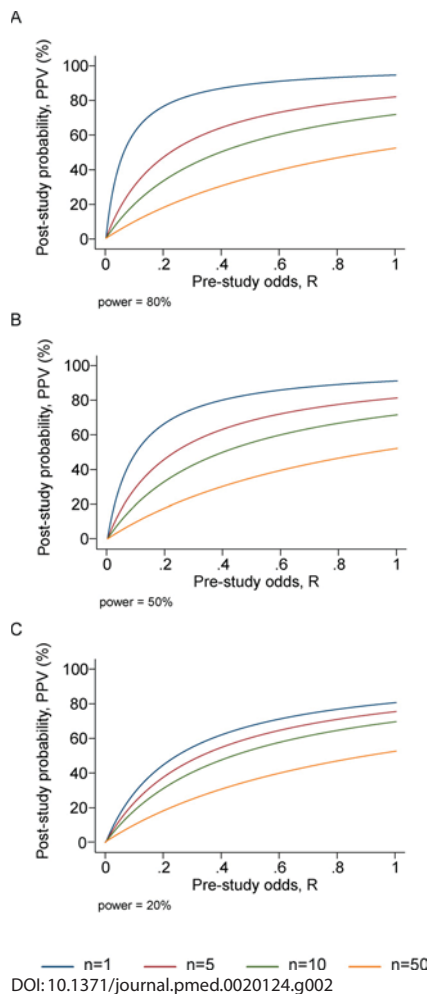 A
Post-study probability, PPV (%)
100
80
60
40
20
0
0 .2 .4 .6 .8 1
Pre-study odds, R
power = 80%
B
Post-study probability, PPV (%)
100
80
60
40
20
0
0 .2 .4 .6 .8 1
Pre-study odds, R
power = 50%
C
Post-study probability, PPV (%)
100
80
60
40
20
0
0 .2 .4 .6 .8 1
Pre-study odds, R
power = 20%
n=1 n=5 n=10 n=50
DOI: 10.1371/journal.pmed.0020124.g002